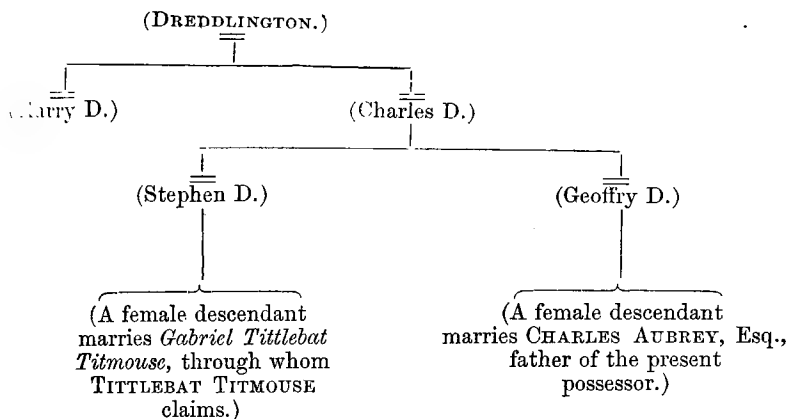 (DREDDLINGTON.)
D.) (Charles D.)
(Stephen D.) (Geoffry D.)
(A female descendant
marries Gabriel Tittlebat
Titmouse, through whom
TITTLEBAT TITMOUSE
claims.)
(A female descendant
marries CHARLES AUBREY, Esq.,
father of the present
possessor.)